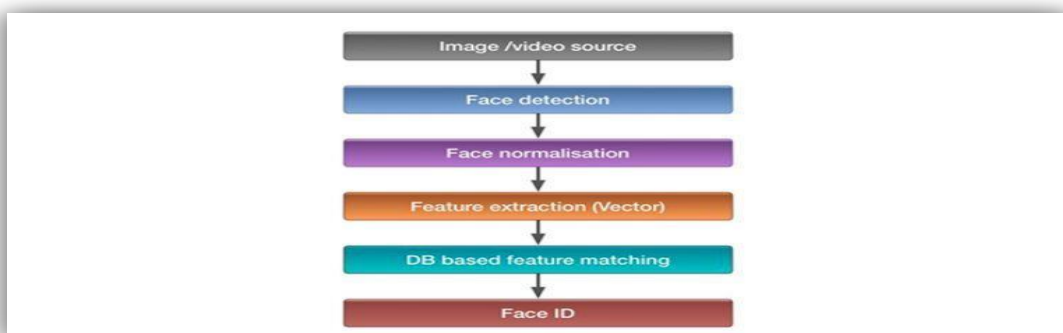 Image /video source
Face detection
Face normalisation
Feature extraction (Vector)
DB based feature matching
Face ID